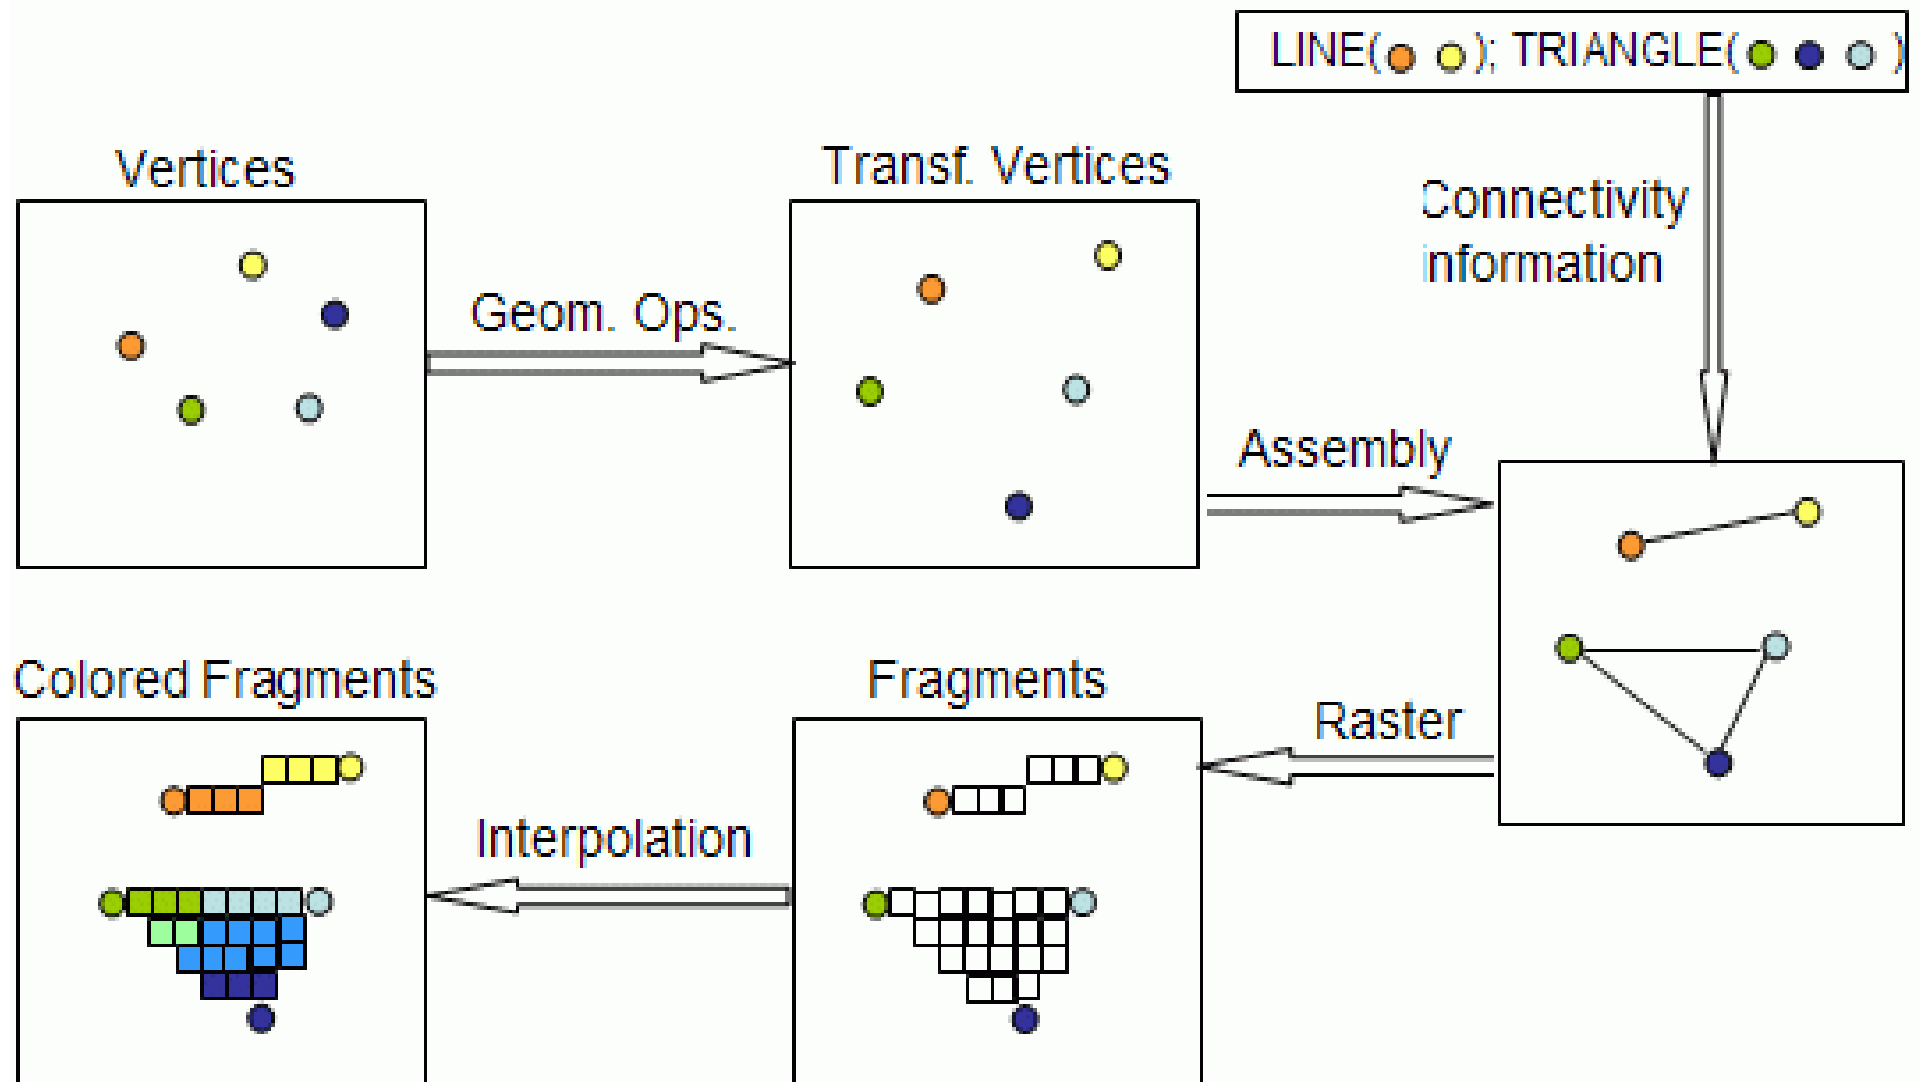 LINE( ); TRIANGLE( )
Vertices
Transf. Vertices
Connectivity
information
Geom. Ops.
Assembly
Colored Fragments
Fragments
Raster
Interpolation